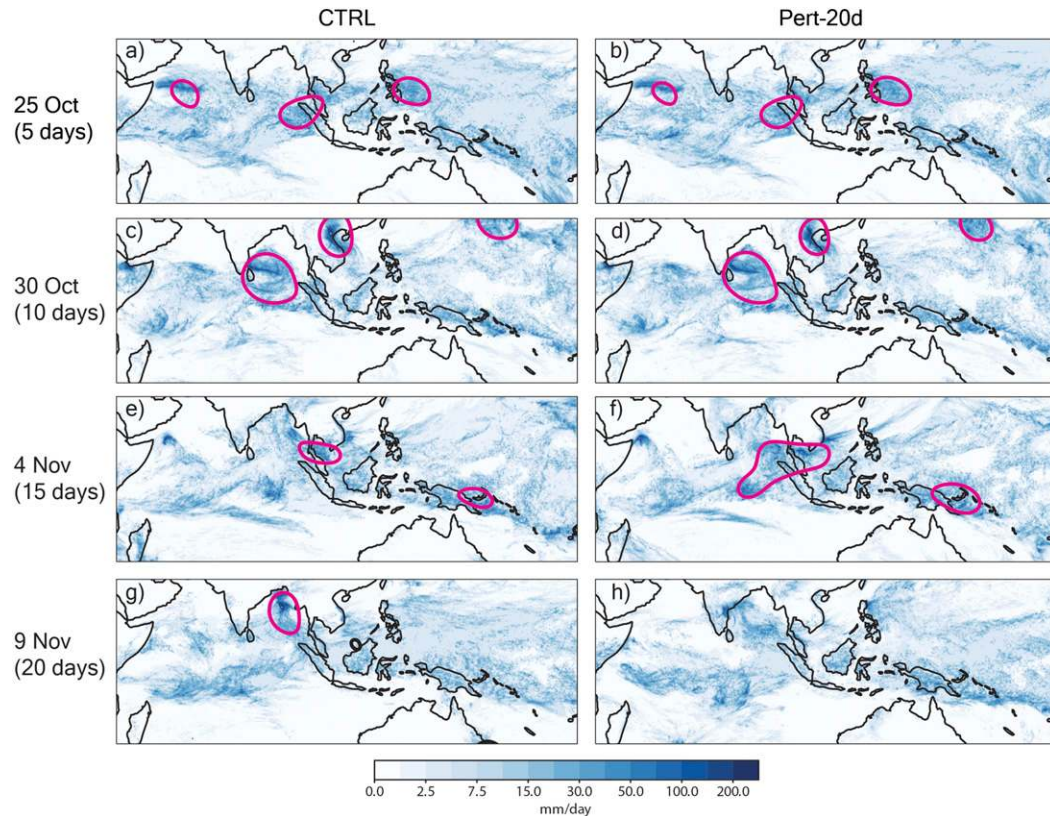 CTRL
Pert-20d
25 Oct
(5 days)
a)
b)
30 Oct
(10 days)
c)
d)
4 Nov
(15 days)
e)
f)
9 Nov
(20 days)
g)
h)
0.0 2.5 7.5 15.0 30.0 50.0 100.0 200.0
mm/day